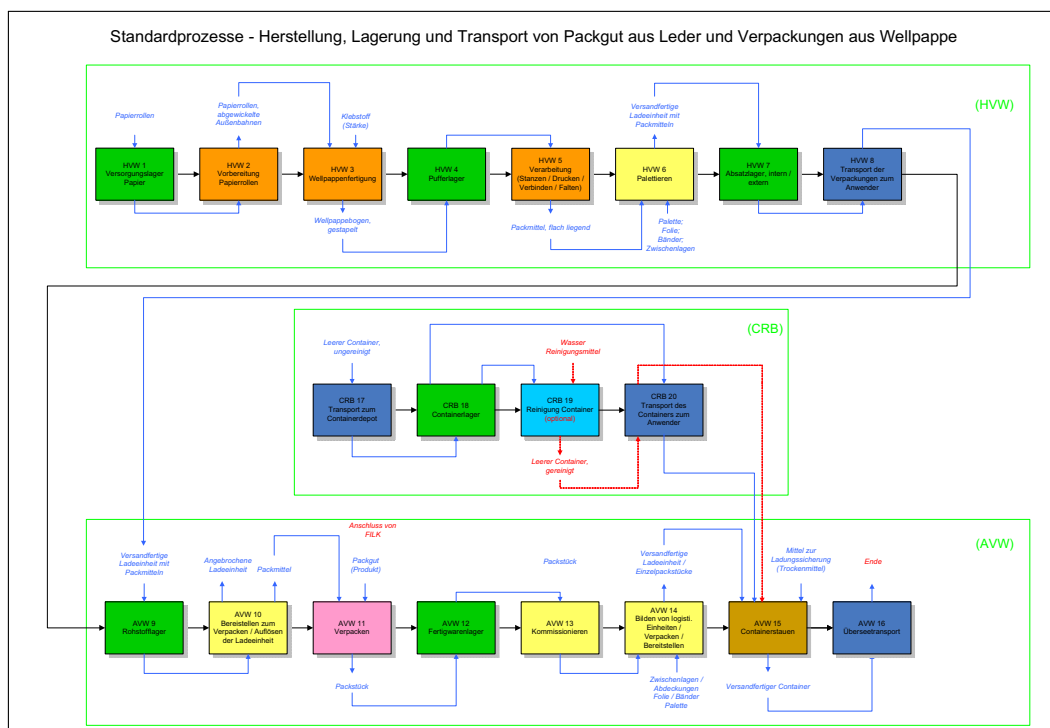 Standardprozesse - Herstellung, Lagerung und Transport von Packgut aus Leder und Verpackungen aus Wellpappe
(HVW)
Papierrollen
Papierrollen,
abgewickelte
Außenbahnen
Klebstoff
(Stärke)
Versandfertige
Ladeeinheit mit
Packmitteln
HVW 1
Versorgungslager
Papier
HVW 2
Vorbereitung
Papierrollen
HVW 3
Wellpappenfertigung
HVW 4
Pufferlager
HVW 5
Verarbeitung
(Stanzen / Drucken /
Verbinden / Falten)
HVW 6
Palettieren
HVW 7
Absatzlager, intern /
extern
HVW 8
Transport der
Verpackungen zum
Anwender
Wellpappebogen,
gestapelt
Packmittel, flach liegend
Palette;
Folie;
Bänder;
Zwischenlagen
(CRB)
Leerer Container,
ungereinigt
Wasser
Reinigungsmittel
CRB 17
Transport zum
Containerdepot
CRB 18
Containerlager
CRB 19
Reinigung Container
(optional)
CRB 20
Transport des
Containers zum
Anwender
Leerer Container,
gereinigt
(AVW)
Anschluss von
FILK
Versandfertige
Ladeeinheit mit
Packmitteln
Angebrochene
Ladeeinheit
Packmittel
Packgut
(Produkt)
Packstück
Versandfertige
Ladeeinheit /
Einzelpackstücke
Mittel zur
Ladungssicherung
(Trockenmittel)
Ende
AVW 9
Rohstofflager
AVW 10
Bereitstellen zum
Verpacken / Auflösen
der Ladeeinheit
AVW 11
Verpacken
AVW 12
Fertigwarenlager
AVW 13
Kommissionieren
AVW 14
Bilden von logisti.
Einheiten /
Verpacken /
Bereitstellen
AVW 15
Containerstauen
AVW 16
Überseetransport
Packstück
Zwischenlagen /
Abdeckungen
Folie / Bänder
Palette
Versandfertiger Container